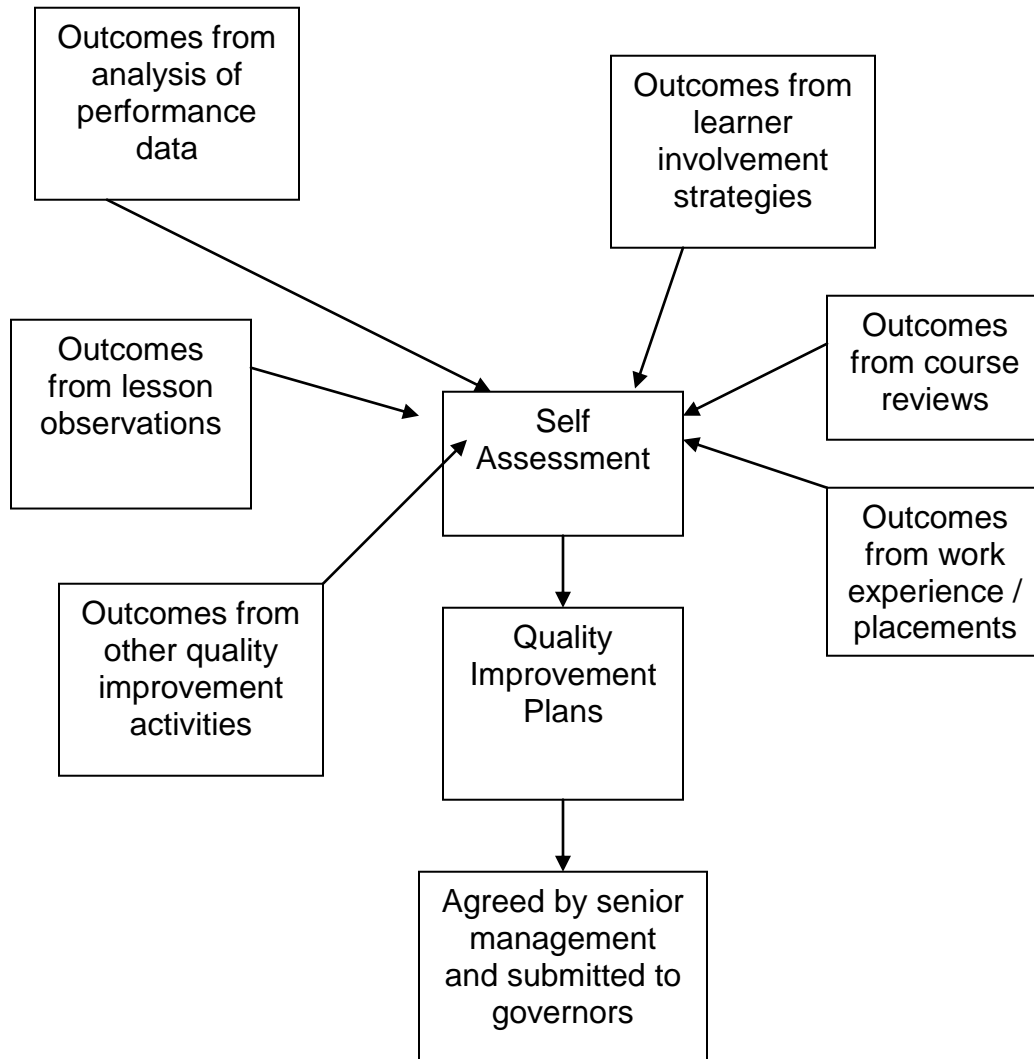 Outcomes from
analysis of
performance
data
Outcomes from
learner
involvement
strategies
Outcomes
from lesson
observations
Outcomes
from course
reviews
Self
Assessment
Outcomes
from work
experience /
placements
Outcomes from
other quality
improvement
activities
Quality
Improvement
Plans
Agreed by senior
management
and submitted to
governors